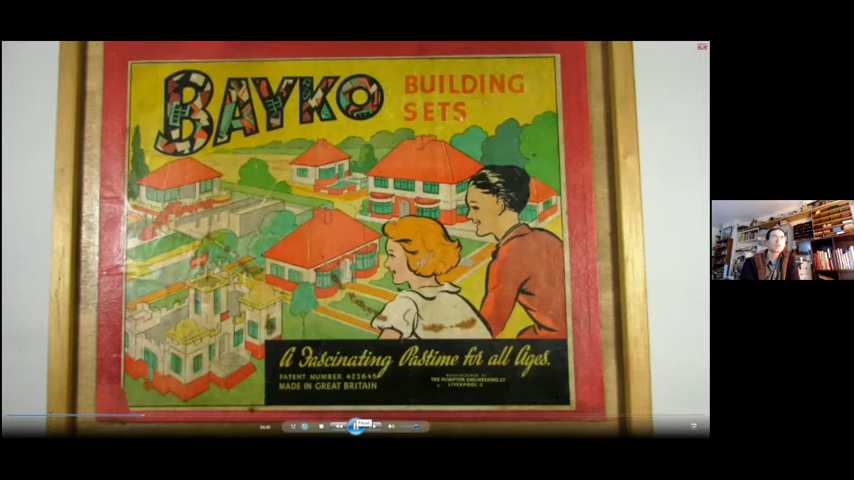 BAYKO
BUILDING
SETS
A Fascinating Pastime for all Ages.
PATENT NUMBER 422645
MADE IN GREAT BRITAIN
THE PLIMPTON ENGINEERING CO
LIVERPOOL
Pause